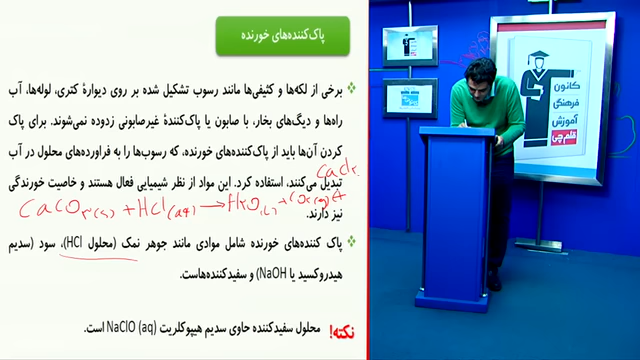 پاک‌کننده‌های خورنده
برخی از لکه‌ها و کثیفی‌ها مانند رسوب تشکیل شده بر روی دیوارهٔ کتری، لوله‌ها، آب
راه‌ها و دیگ‌های بخار، با صابون یا پاک‌کنندهٔ غیرصابونی زدوده نمی‌شوند. برای پاک
کردن آن‌ها باید از پاک‌کننده‌های خورنده، که رسوب‌ها را به فراورده‌های محلول در آب
تبدیل می‌کنند، استفاده کرد. این مواد از نظر شیمیایی فعال هستند و خاصیت خورندگی
نیز دارند.
CaCO₃(s) + HCl(aq) → H₂O(l) + CO₂(g) + CaCl₂
پاک کننده‌های خورنده شامل موادی مانند جوهر نمک (محلول HCl)، سود (سدیم
هیدروکسید یا NaOH) و سفیدکننده‌هاست.
نکته! محلول سفیدکننده حاوی سدیم هیپوکلریت NaClO (aq) است.
کانون
فرهنگی
آموزش
قلم‌چی